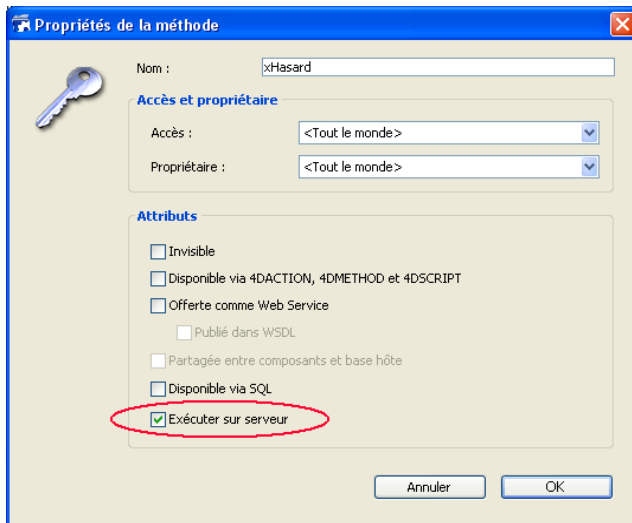 Propriétés de la méthode
Nom :
xHasard
Accès et propriétaire
Accès :
<Tout le monde>
Propriétaire :
<Tout le monde>
Attributs
Invisible
Disponible via 4DACTION, 4DMETHOD et 4DSCRIPT
Offerte comme Web Service
Publié dans WSDL
Partagée entre composants et base hôte
Disponible via SQL
Exécuter sur serveur
Annuler
OK